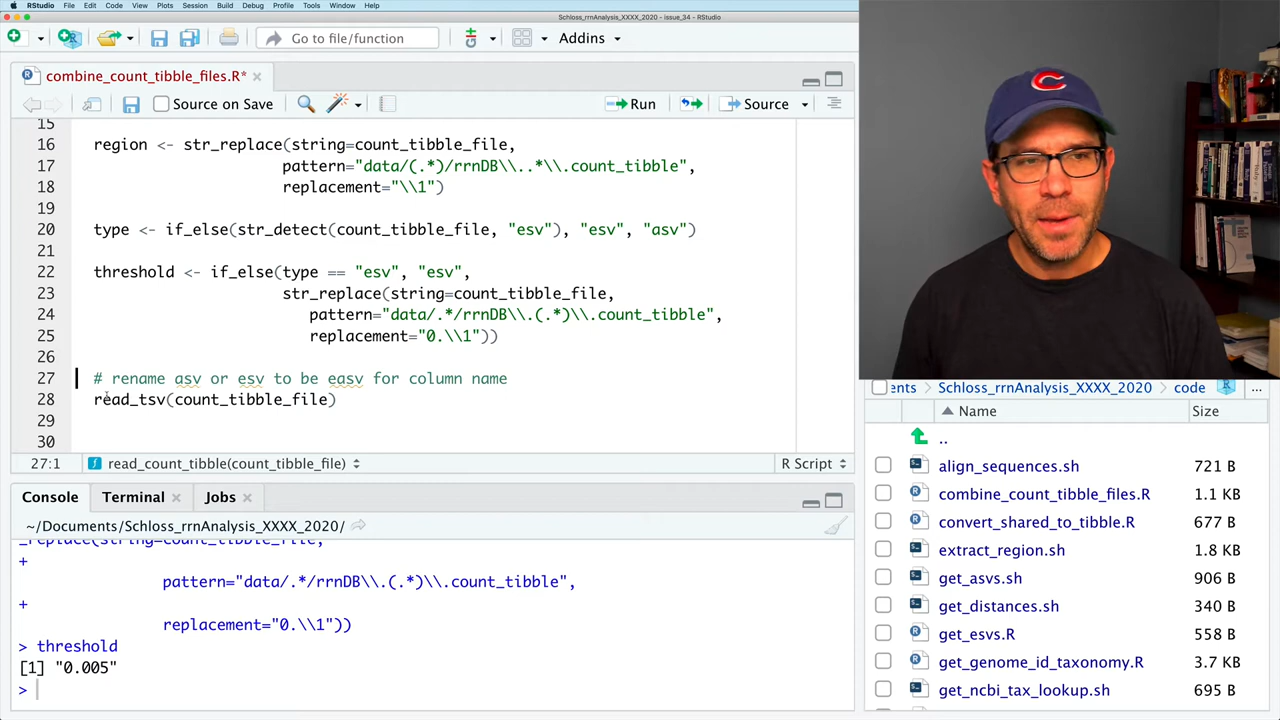 RStudio File Edit Code View Plots Session Build Debug Profile Tools Window Help
Schloss_rrnAnalysis_XXXX_2020 - issue_34 - RStudio
Go to file/function Addins
combine_count_tibble_files.R*
Source on Save Run Source
15
16 region <- str_replace(string=count_tibble_file,
17 pattern="data/(.*)/rrnDB\\..*\\.count_tibble",
18 replacement="\\1")
19
20 type <- if_else(str_detect(count_tibble_file, "esv"), "esv", "asv")
21
22 threshold <- if_else(type == "esv", "esv",
23 str_replace(string=count_tibble_file,
24 pattern="data/.*/rrnDB\\.(.*)\\.count_tibble",
25 replacement="0.\\1"))
26
27 # rename asv or esv to be easv for column name
28 read_tsv(count_tibble_file)
29
30
27:1 read_count_tibble(count_tibble_file) R Script
Console Terminal Jobs
~/Documents/Schloss_rrnAnalysis_XXXX_2020/
_replace(string=count_tibble_file,
+
pattern="data/.*/rrnDB\\.(.*)\\.count_tibble",
+
replacement="0.\\1"))
> threshold
[1] "0.005"
>
ents Schloss_rrnAnalysis_XXXX_2020 code ...
Name Size
..
align_sequences.sh 721 B
combine_count_tibble_files.R 1.1 KB
convert_shared_to_tibble.R 677 B
extract_region.sh 1.8 KB
get_asvs.sh 906 B
get_distances.sh 340 B
get_esvs.R 558 B
get_genome_id_taxonomy.R 3.7 KB
get_ncbi_tax_lookup.sh 695 B